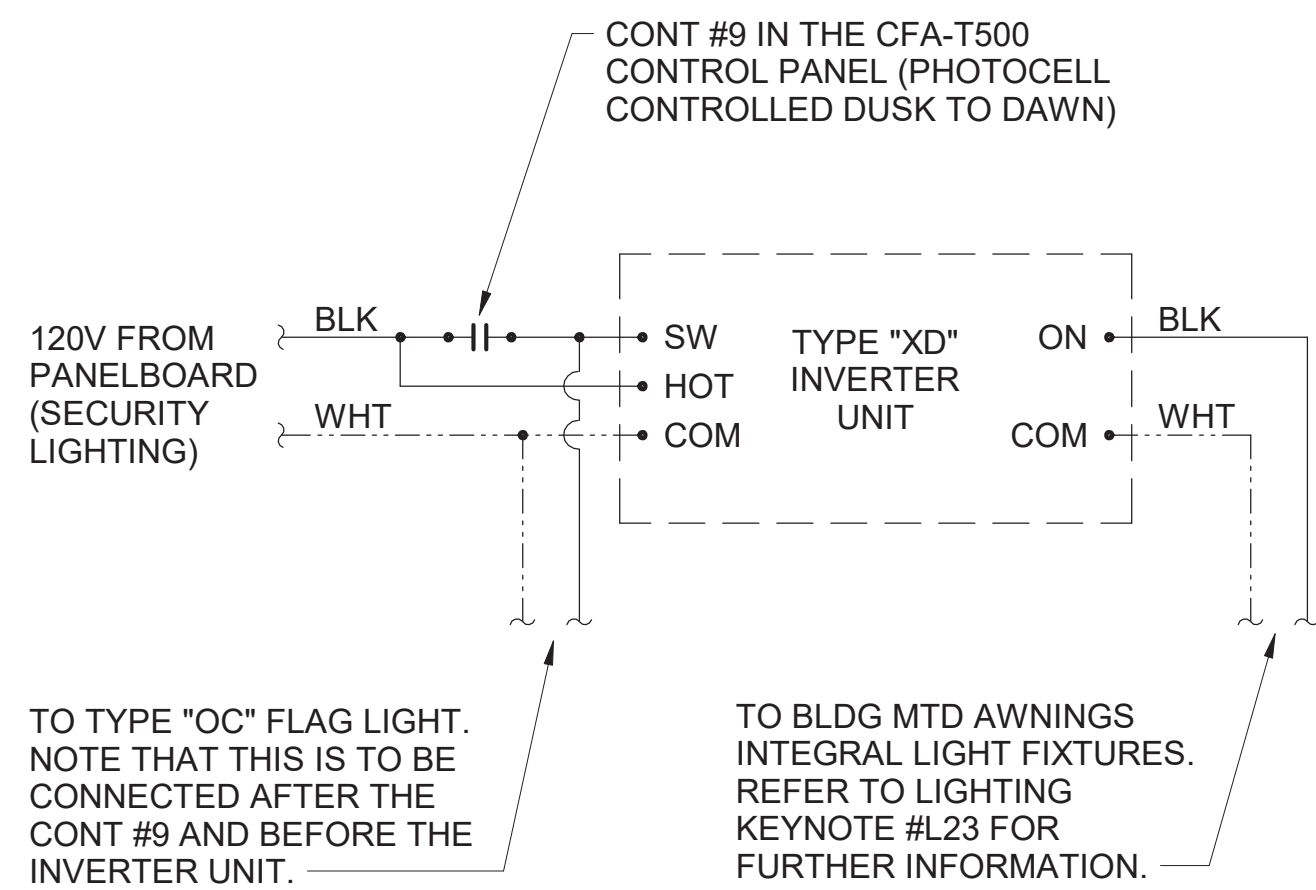 CONT #9 IN THE CFA-T500
CONTROL PANEL (PHOTOCELL
CONTROLLED DUSK TO DAWN)
120V FROM
PANELBOARD
(SECURITY
LIGHTING)
BLK
WHT
SW
HOT
COM
TYPE "XD"
INVERTER
UNIT
ON
COM
BLK
WHT
TO TYPE "OC" FLAG LIGHT.
NOTE THAT THIS IS TO BE
CONNECTED AFTER THE
CONT #9 AND BEFORE THE
INVERTER UNIT.
TO BLDG MTD AWNINGS
INTEGRAL LIGHT FIXTURES.
REFER TO LIGHTING
KEYNOTE #L23 FOR
FURTHER INFORMATION.